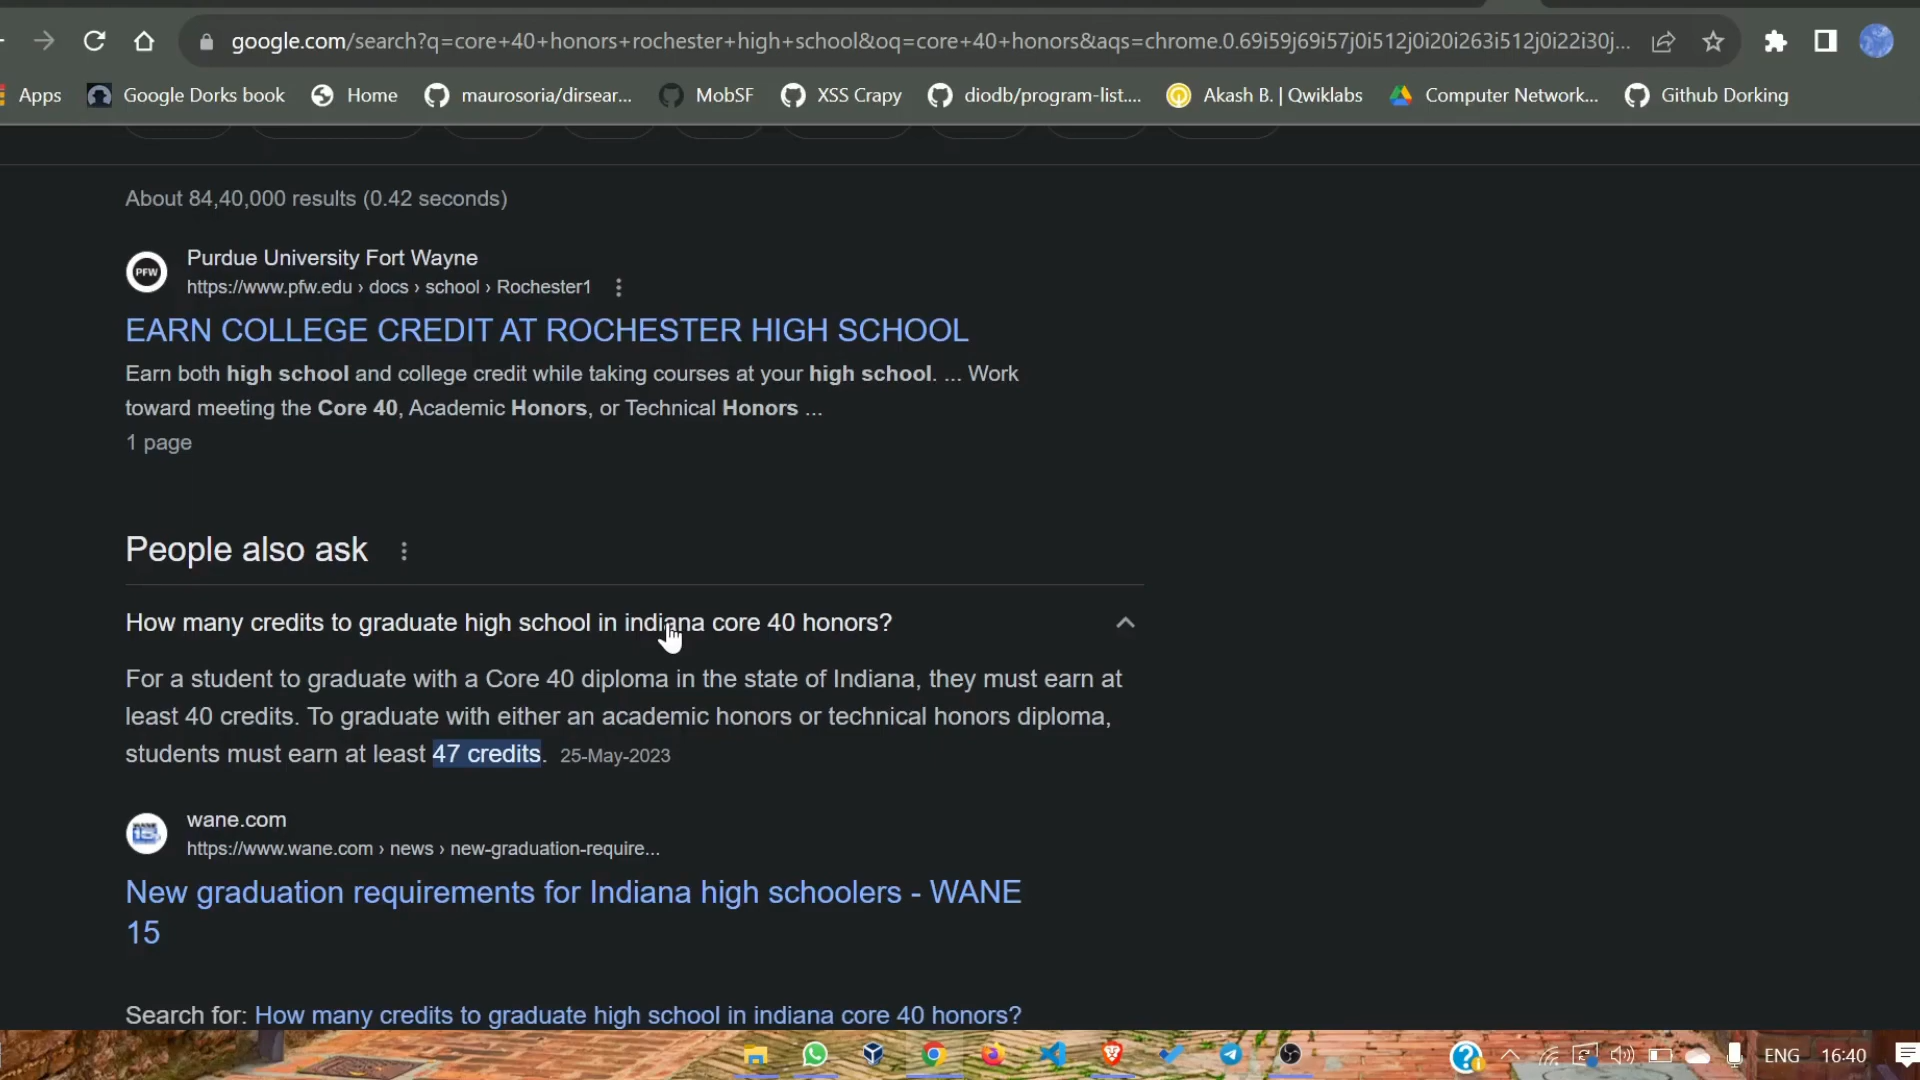 google.com/search?q=core+40+honors+rochester+high+school&oq=core+40+honors&aqs=chrome.0.69i59j69i57j0i512j0i20i263i512j0i22i30j...
Apps Google Dorks book Home maurosoria/dirsear... MobSF XSS Crapy diodb/program-list.... Akash B. | Qwiklabs Computer Network... Github Dorking
About 84,40,000 results (0.42 seconds)
PFW
Purdue University Fort Wayne
https://www.pfw.edu › docs › school › Rochester1
EARN COLLEGE CREDIT AT ROCHESTER HIGH SCHOOL
Earn both high school and college credit while taking courses at your high school. ... Work
toward meeting the Core 40, Academic Honors, or Technical Honors ...
1 page
People also ask
How many credits to graduate high school in indiana core 40 honors?
For a student to graduate with a Core 40 diploma in the state of Indiana, they must earn at
least 40 credits. To graduate with either an academic honors or technical honors diploma,
students must earn at least 47 credits. 25-May-2023
wane.com
https://www.wane.com › news › new-graduation-require...
New graduation requirements for Indiana high schoolers - WANE
15
Search for: How many credits to graduate high school in indiana core 40 honors?
ENG 16:40